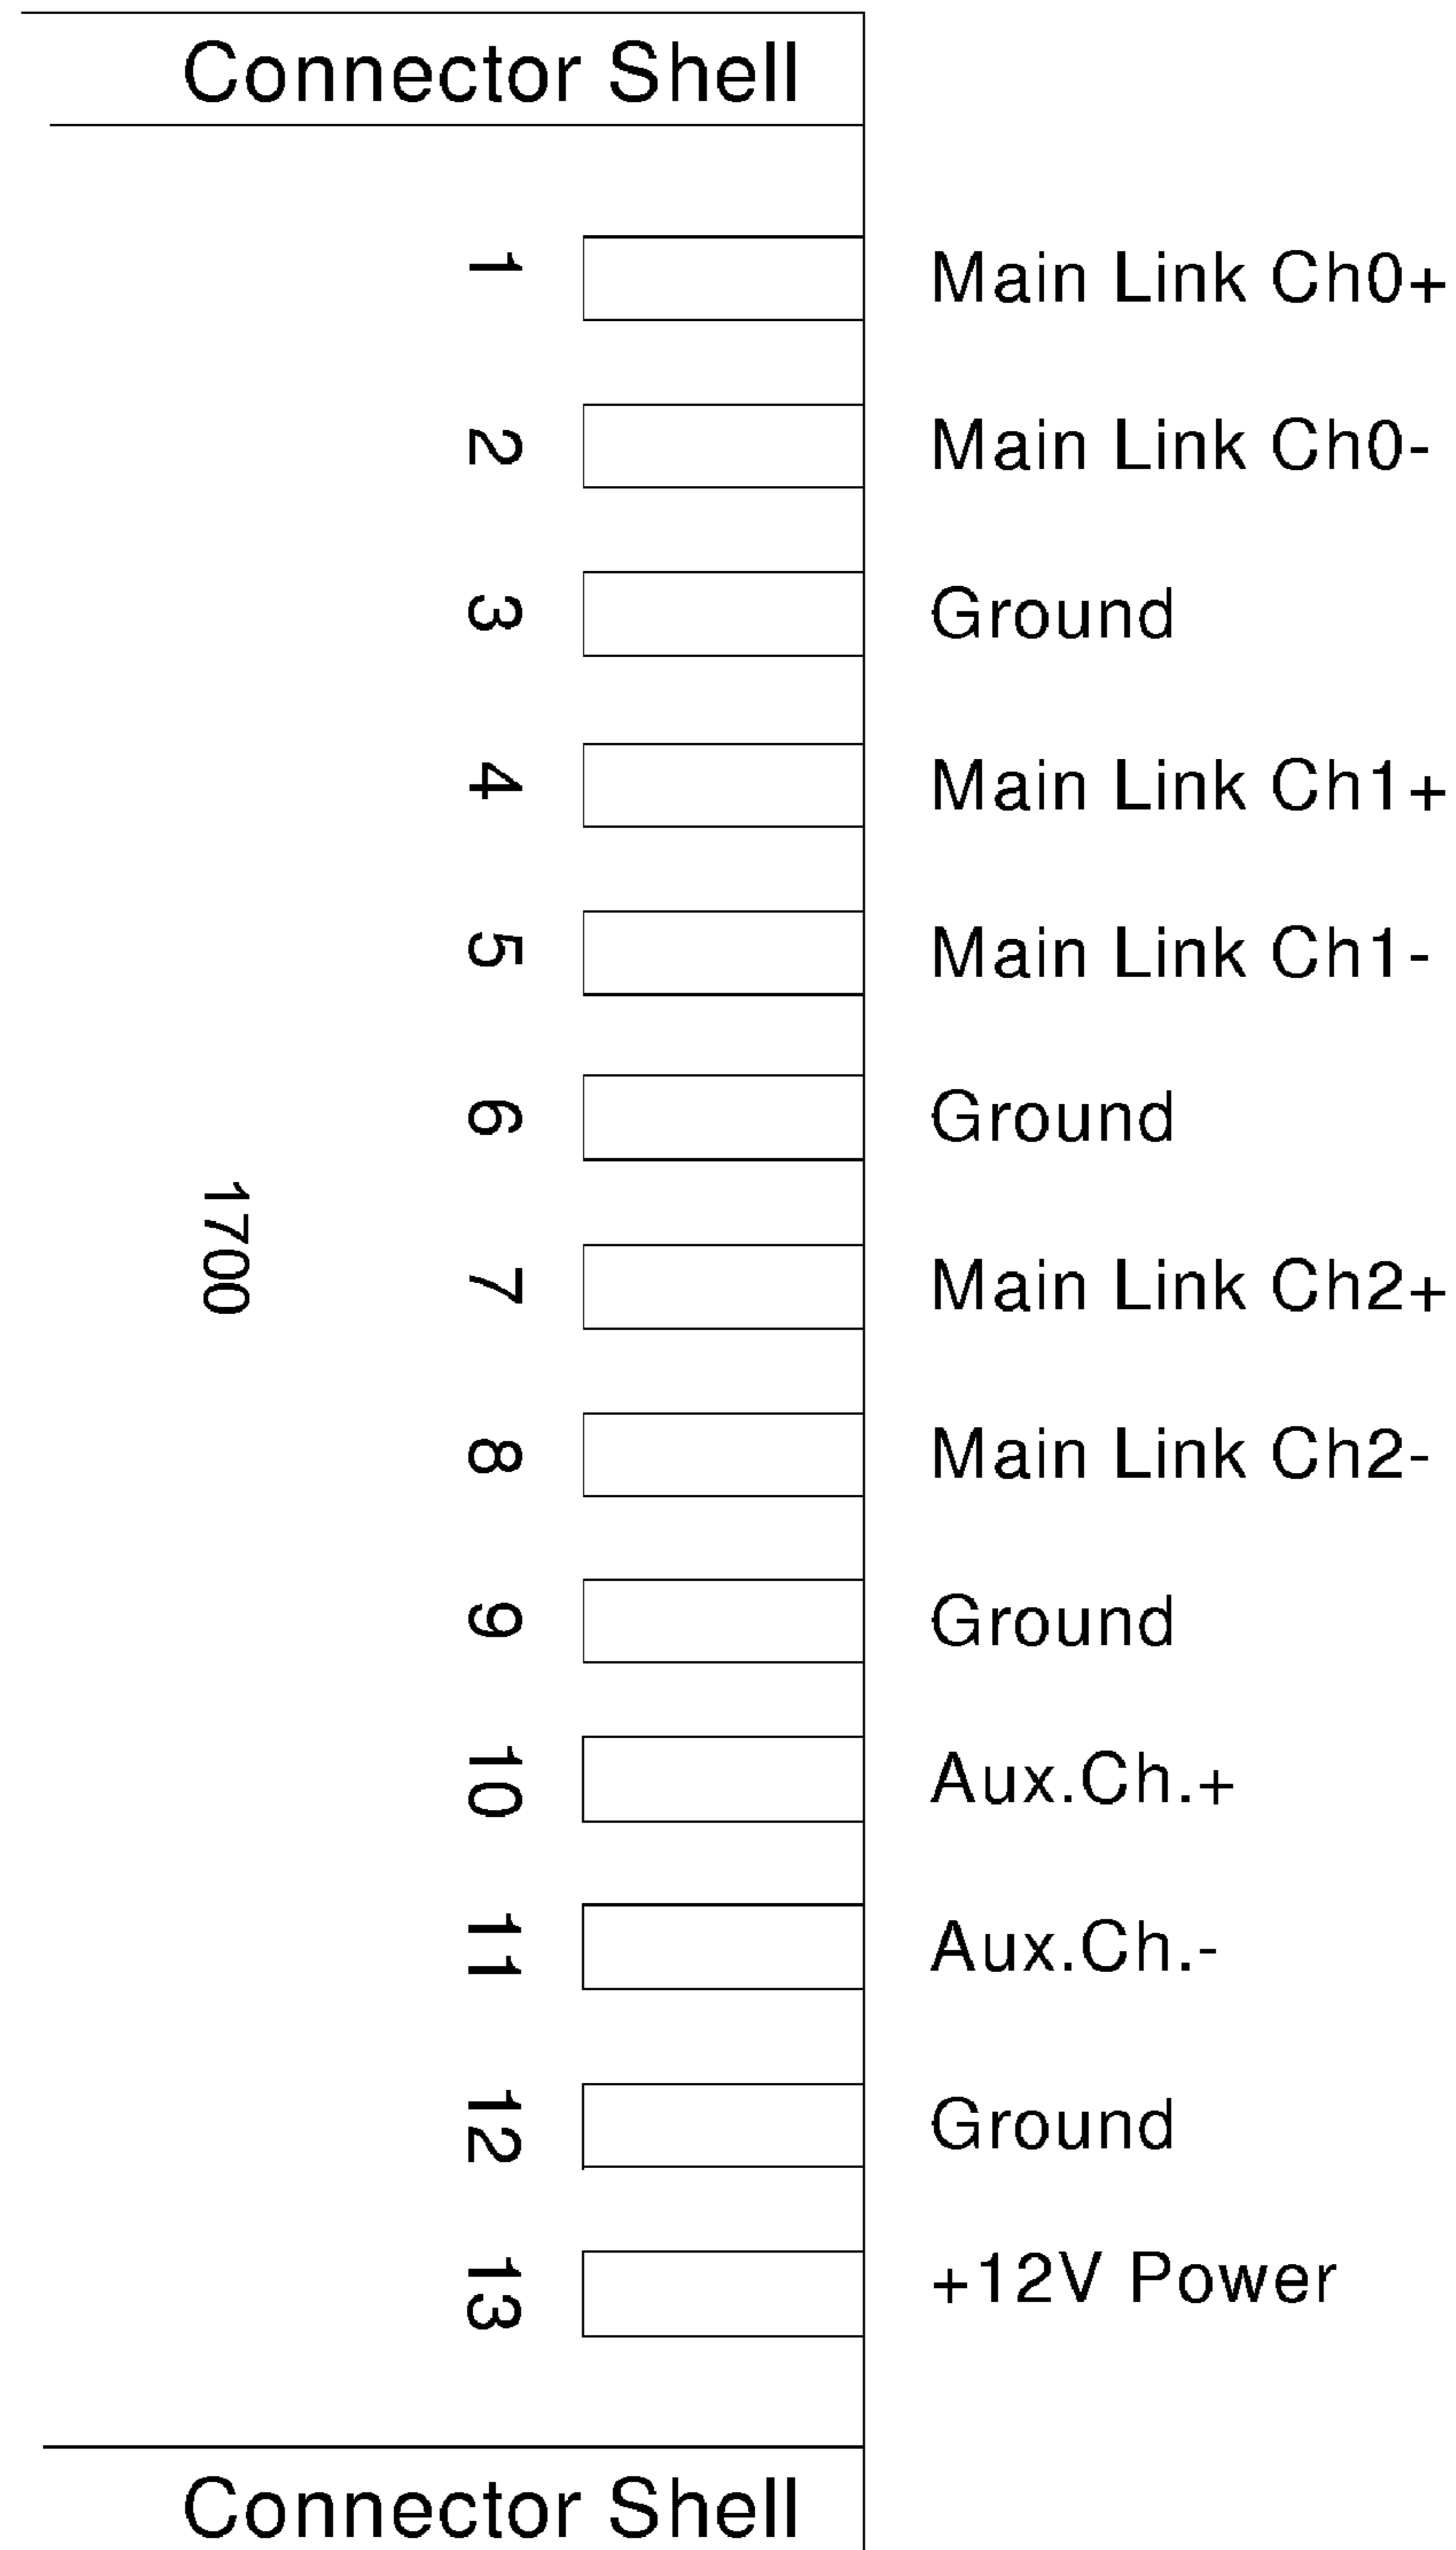 Connector Shell
1 Main Link Ch0+
2 Main Link Ch0-
3 Ground
4 Main Link Ch1+
5 Main Link Ch1-
6 Ground
1700
7 Main Link Ch2+
8 Main Link Ch2-
9 Ground
10 Aux.Ch.+
11 Aux.Ch.-
12 Ground
13 +12V Power
Connector Shell